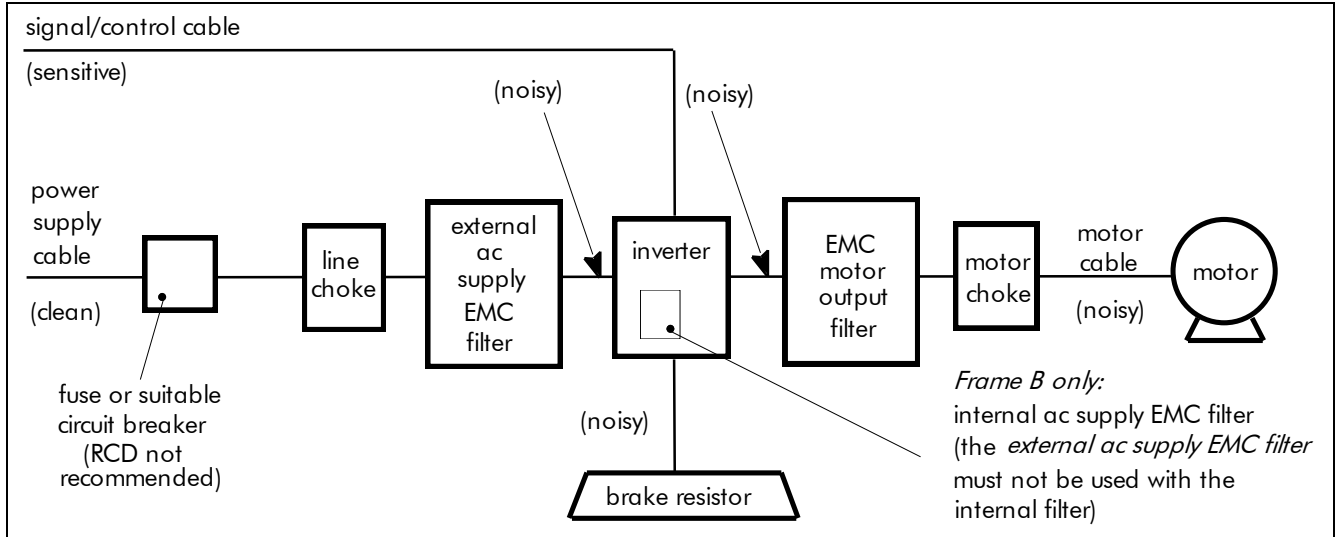 signal/control cable
(sensitive)
(noisy)
(noisy)
power
supply
cable
(clean)
fuse or suitable
circuit breaker
(RCD not
recommended)
line
choke
external
ac
supply
EMC
filter
inverter
EMC
motor
output
filter
motor
choke
motor
cable
(noisy)
motor
(noisy)
brake resistor
Frame B only:
internal ac supply EMC filter
(the external ac supply EMC filter
must not be used with the
internal filter)